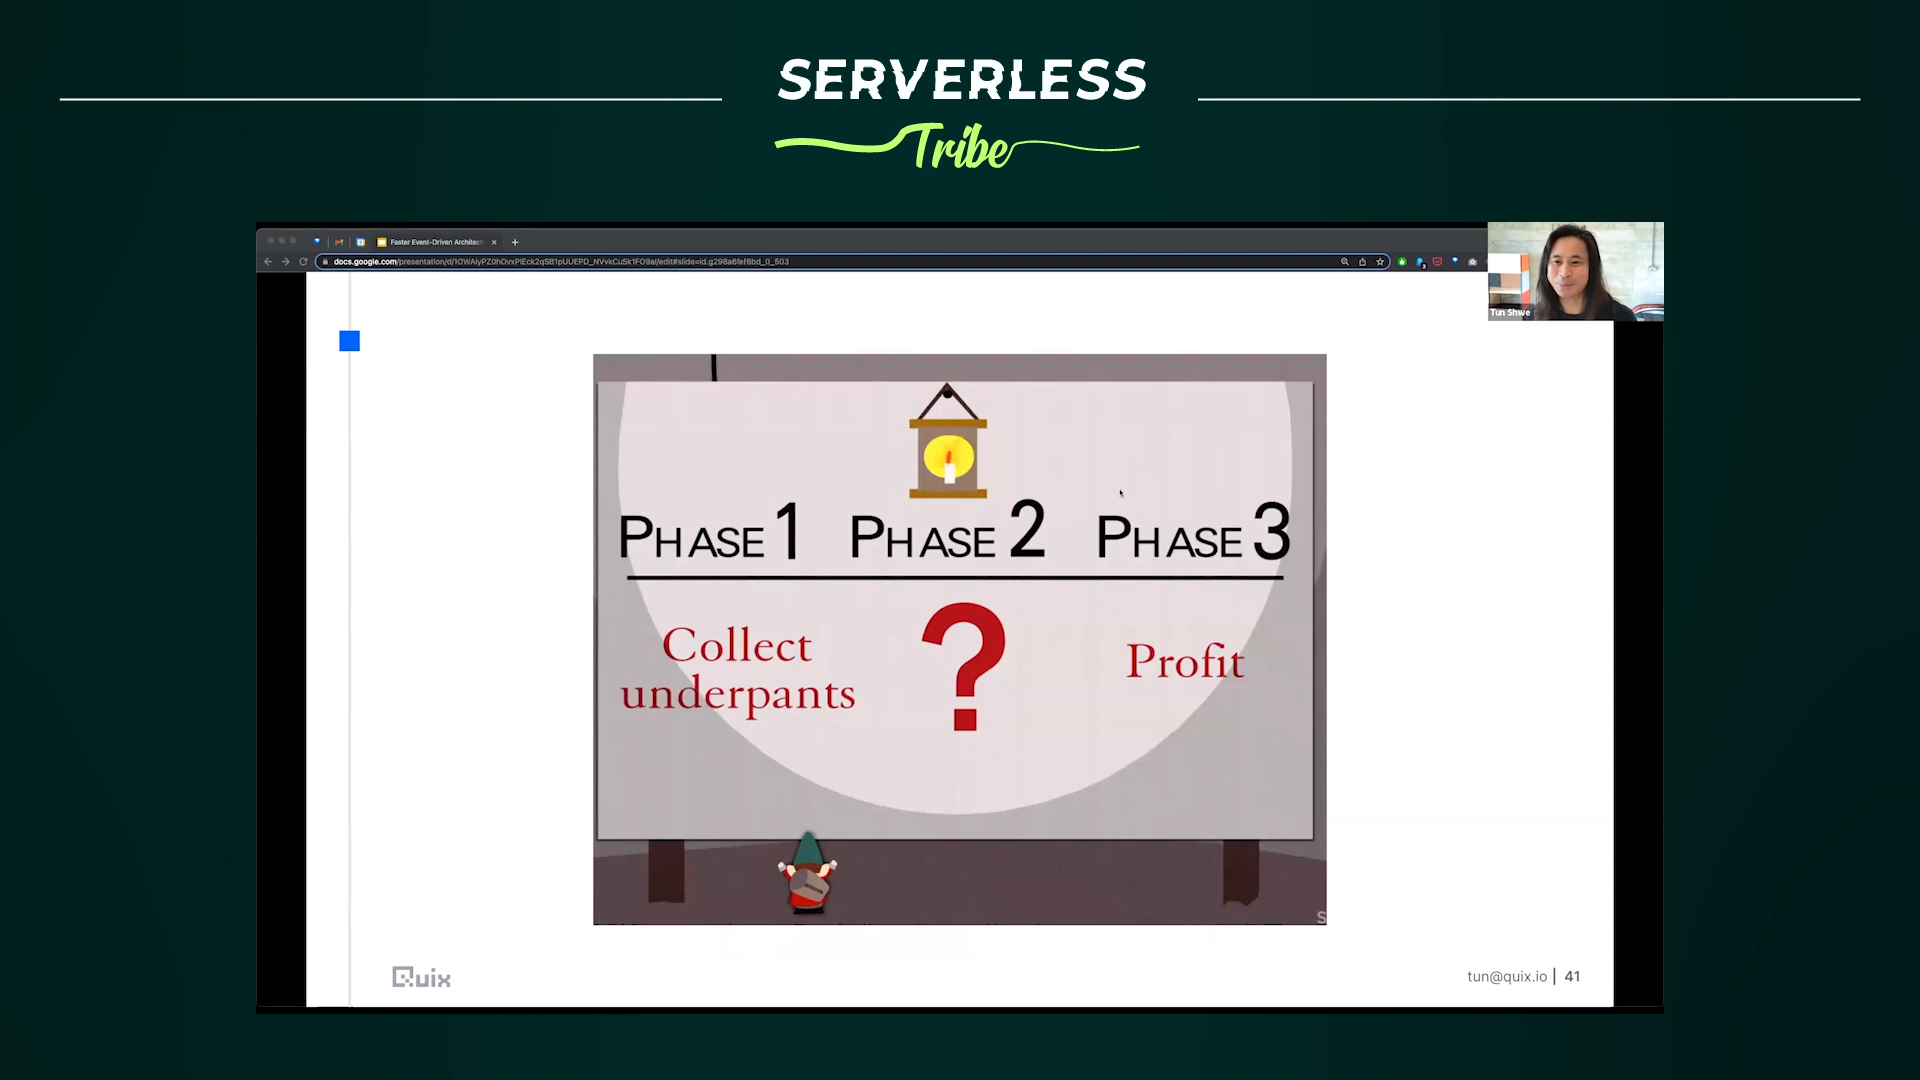 SERVERLESS
Tribe
Faster Event-Driven Architect
docs.google.com/presentation/d/1OWAiyPZ0hOvxPIEck2qSB1pUUEPD_NVvkCuSk1FO9aI/edit#slide=id.g298a6fef6bd_0_503
Tun Shwe
PHASE 1 PHASE 2 PHASE 3
Collect
underpants
?
Profit
S
Quix
tun@quix.io | 41